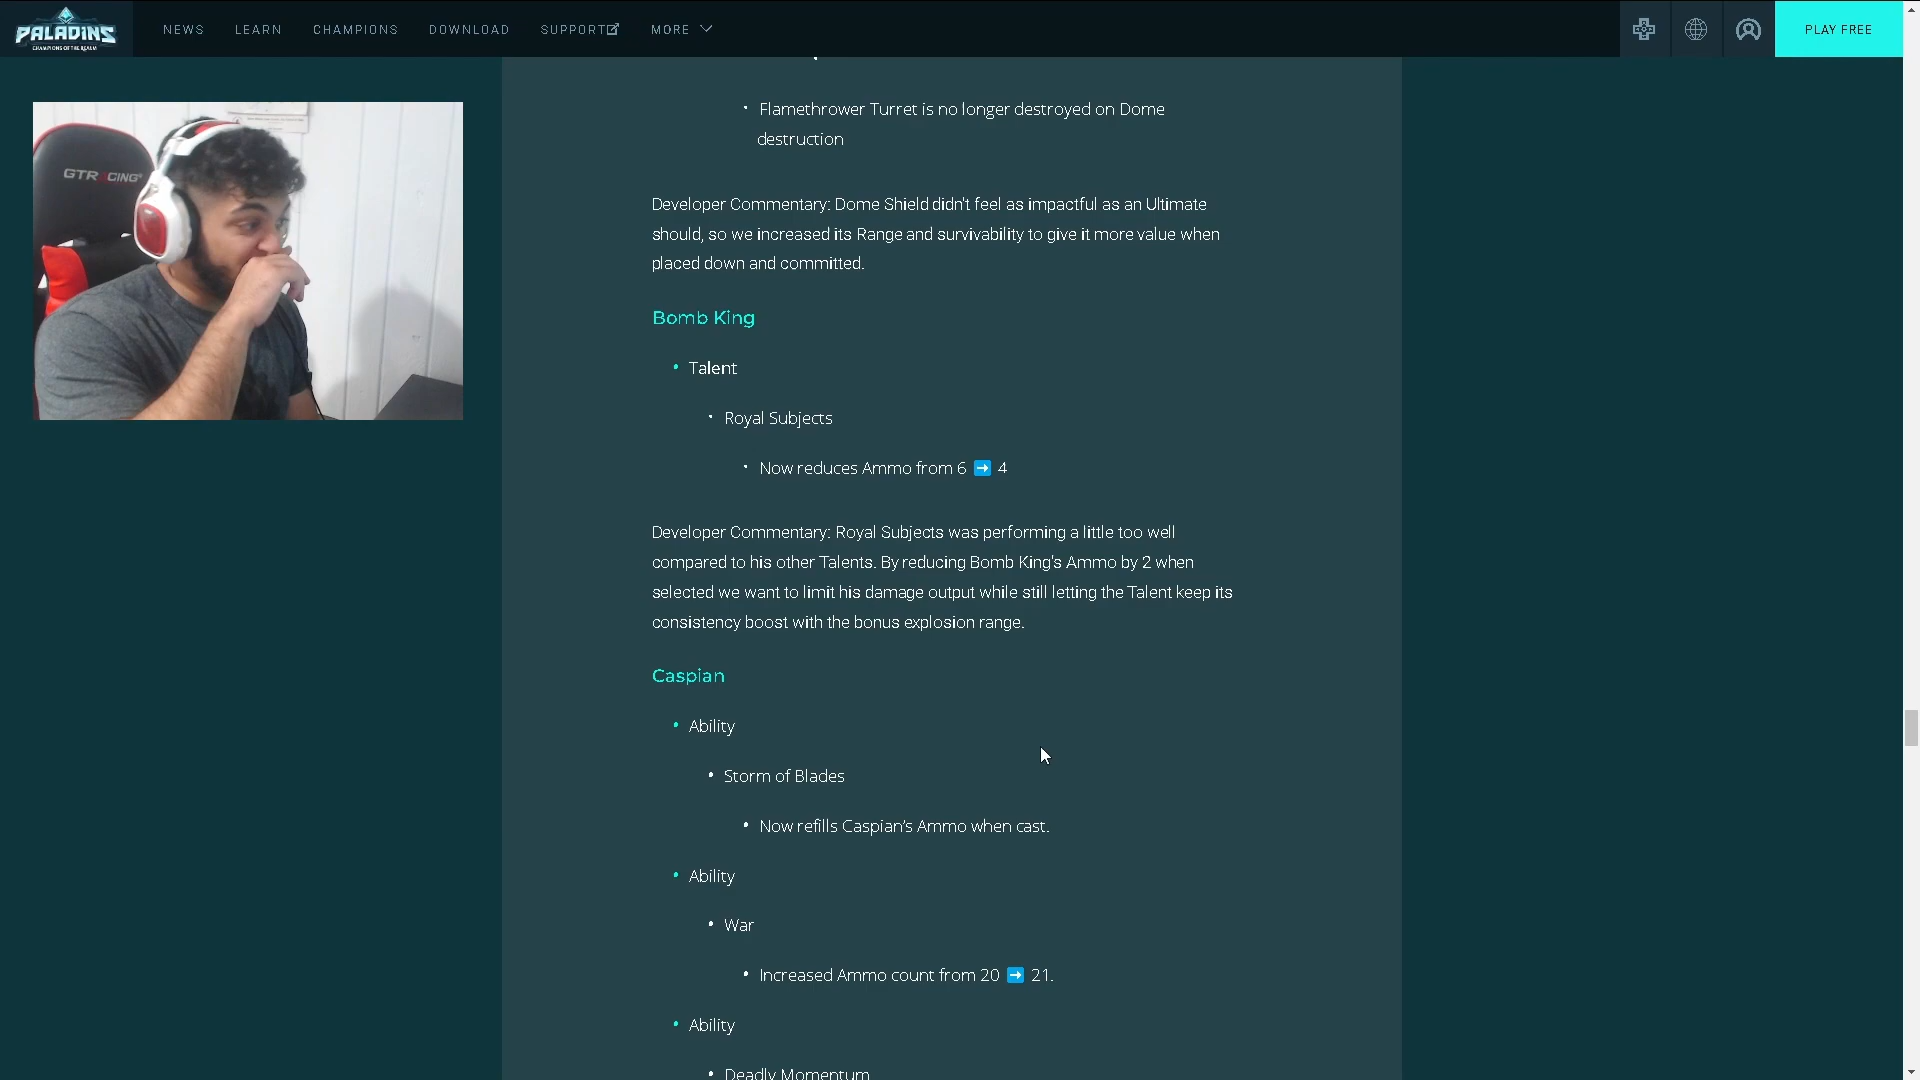 PALADINS
CHAMPIONS OF THE REALM
NEWS
LEARN
CHAMPIONS
DOWNLOAD
SUPPORT
MORE
PLAY FREE
GTRACING
• Flamethrower Turret is no longer destroyed on Dome
destruction
Developer Commentary: Dome Shield didn't feel as impactful as an Ultimate
should, so we increased its Range and survivability to give it more value when
placed down and committed.
Bomb King
• Talent
• Royal Subjects
• Now reduces Ammo from 6 ➡ 4
Developer Commentary: Royal Subjects was performing a little too well
compared to his other Talents. By reducing Bomb King's Ammo by 2 when
selected we want to limit his damage output while still letting the Talent keep its
consistency boost with the bonus explosion range.
Caspian
• Ability
• Storm of Blades
• Now refills Caspian’s Ammo when cast.
• Ability
• War
• Increased Ammo count from 20 ➡ 21.
• Ability
• Deadly Momentum